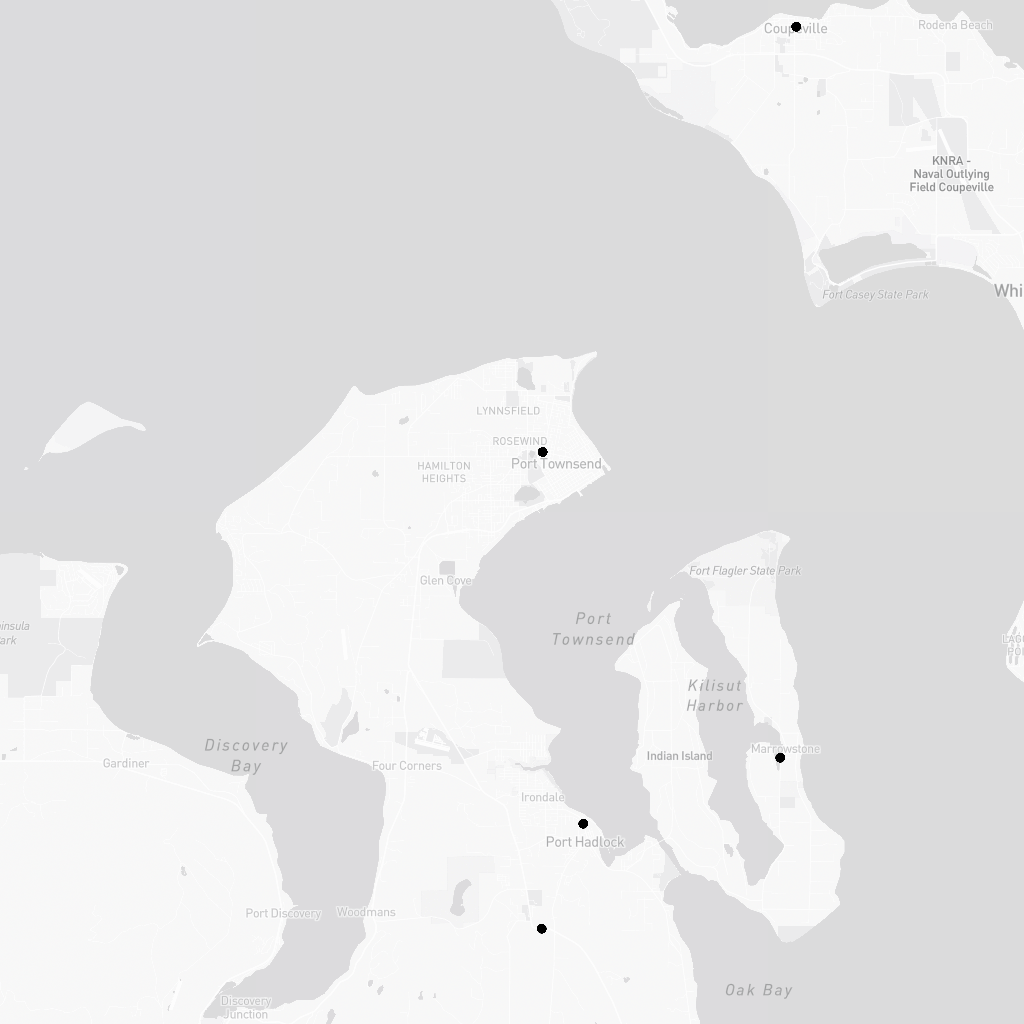 Coupeville
Rodena Beach
KNRA -
Naval Outlying
Field Coupeville
Fort Casey State Park
Whi
LYNNSFIELD
ROSEWIND
HAMILTON
HEIGHTS
Port Townsend
Glen Cove
Fort Flagler State Park
Port
Townsend
insula
ark
LAG
PO
Kilisut
Harbor
Discovery
Bay
Marrowstone
Indian Island
Gardiner
Four Corners
Irondale
Port Hadlock
Port Discovery
Woodmans
Oak Bay
Discovery
Junction